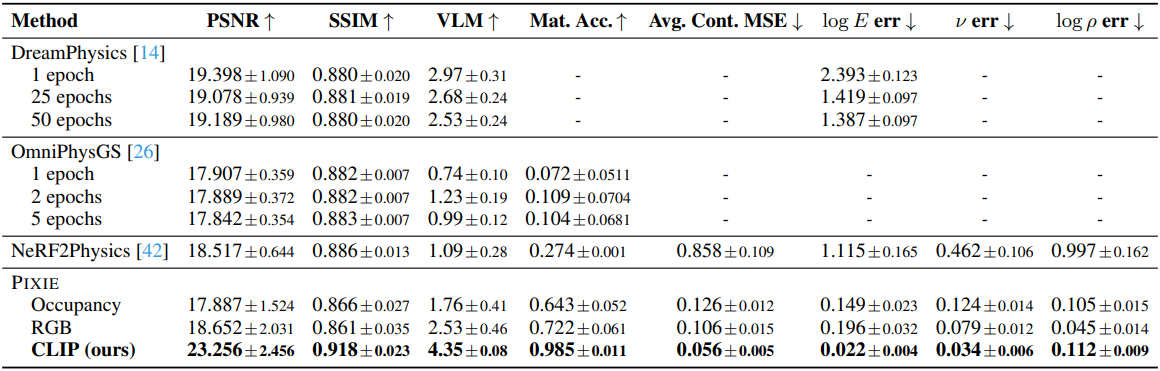 Method PSNR ↑ SSIM ↑ VLM ↑ Mat. Acc. ↑ Avg. Cont. MSE ↓ log E err ↓ ν err ↓ log ρ err ↓
DreamPhysics [14]
1 epoch 19.398 ± 1.090 0.880 ± 0.020 2.97 ± 0.31 - - 2.393 ± 0.123 - -
25 epochs 19.078 ± 0.939 0.881 ± 0.019 2.68 ± 0.24 - - 1.419 ± 0.097 - -
50 epochs 19.189 ± 0.980 0.880 ± 0.020 2.53 ± 0.24 - - 1.387 ± 0.097 - -
OmniPhysGS [26]
1 epoch 17.907 ± 0.359 0.882 ± 0.007 0.74 ± 0.10 0.072 ± 0.0511 - - - -
2 epochs 17.889 ± 0.372 0.882 ± 0.007 1.23 ± 0.19 0.109 ± 0.0704 - - - -
5 epochs 17.842 ± 0.354 0.883 ± 0.007 0.99 ± 0.12 0.104 ± 0.0681 - - - -
NeRF2Physics [42] 18.517 ± 0.644 0.886 ± 0.013 1.09 ± 0.28 0.274 ± 0.001 0.858 ± 0.109 1.115 ± 0.165 0.462 ± 0.106 0.997 ± 0.162
PIXIE
Occupancy 17.887 ± 1.524 0.866 ± 0.027 1.76 ± 0.41 0.643 ± 0.052 0.126 ± 0.012 0.149 ± 0.023 0.124 ± 0.014 0.105 ± 0.015
RGB 18.652 ± 2.031 0.861 ± 0.035 2.53 ± 0.46 0.722 ± 0.061 0.106 ± 0.015 0.196 ± 0.032 0.079 ± 0.012 0.045 ± 0.014
CLIP (ours) 23.256 ± 2.456 0.918 ± 0.023 4.35 ± 0.08 0.985 ± 0.011 0.056 ± 0.005 0.022 ± 0.004 0.034 ± 0.006 0.112 ± 0.009